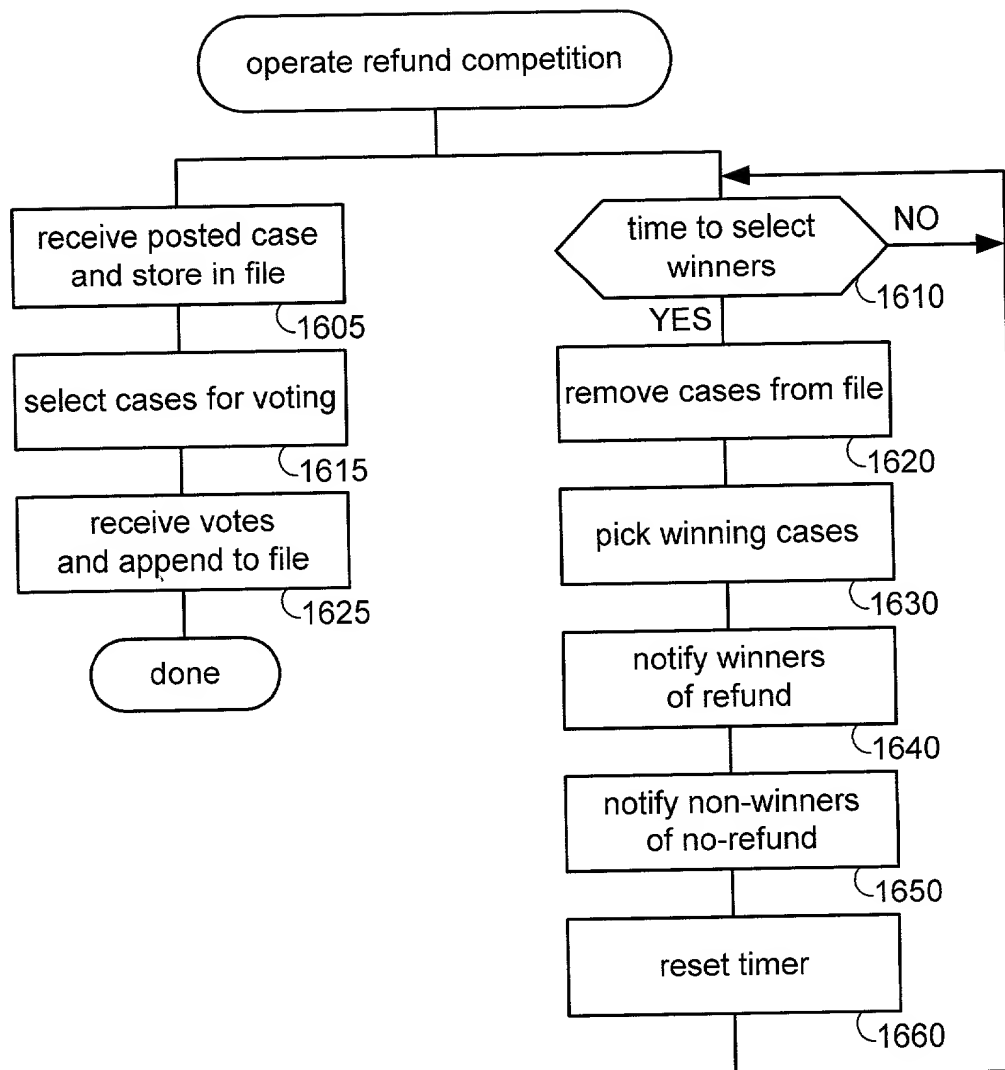 operate refund competition
receive posted case
and store in file
1605
select cases for voting
1615
receive votes
and append to file
1625
done
time to select
winners
NO
1610
YES
remove cases from file
1620
pick winning cases
1630
notify winners
of refund
1640
notify non-winners
of no-refund
1650
reset timer
1660